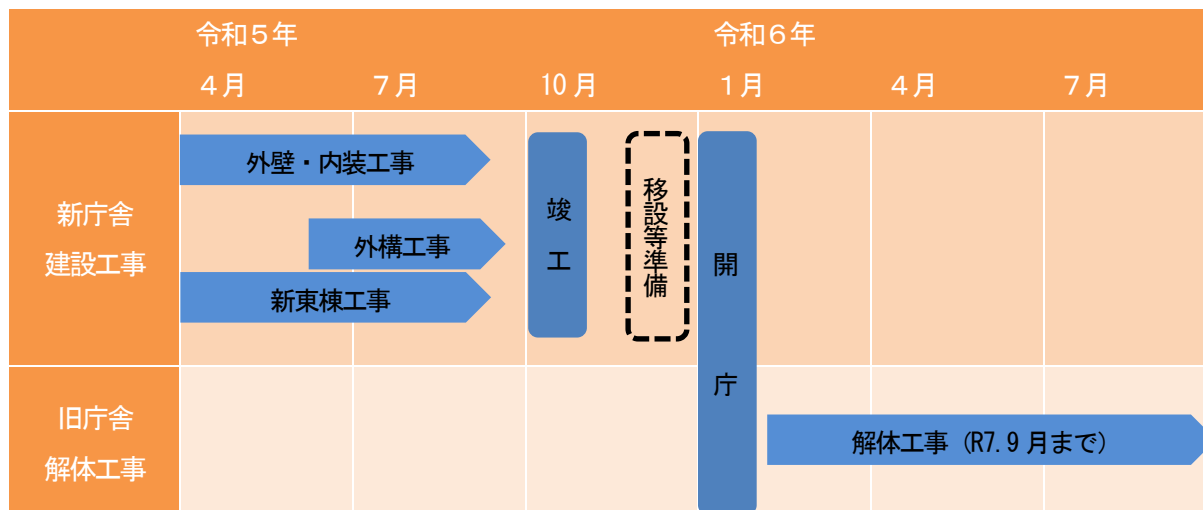 令和５年
令和６年
４月
７月
10 月
１月
４月
７月
新庁舎
建設工事
外壁・内装工事
外構工事
新東棟工事
竣工
移設等準備
開庁
旧庁舎
解体工事
解体工事（R7.9 月まで）